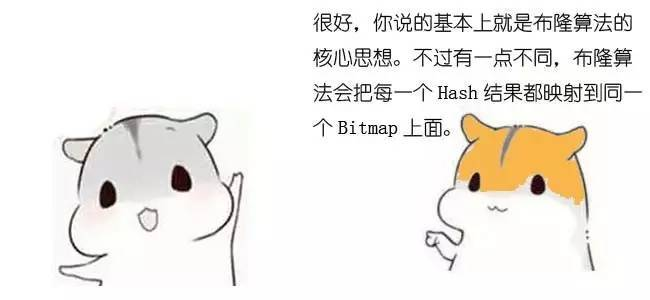 很好，你说的基本上就是布隆算法的
核心思想。不过有一点不同，布隆算
法会把每一个 Hash 结果都映射到同一
个 Bitmap 上面。